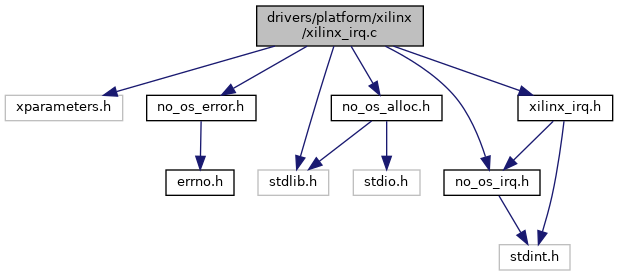 drivers/platform/xilinx
/xilinx_irq.c
xparameters.h
no_os_error.h
no_os_alloc.h
xilinx_irq.h
errno.h
stdlib.h
stdio.h
no_os_irq.h
stdint.h